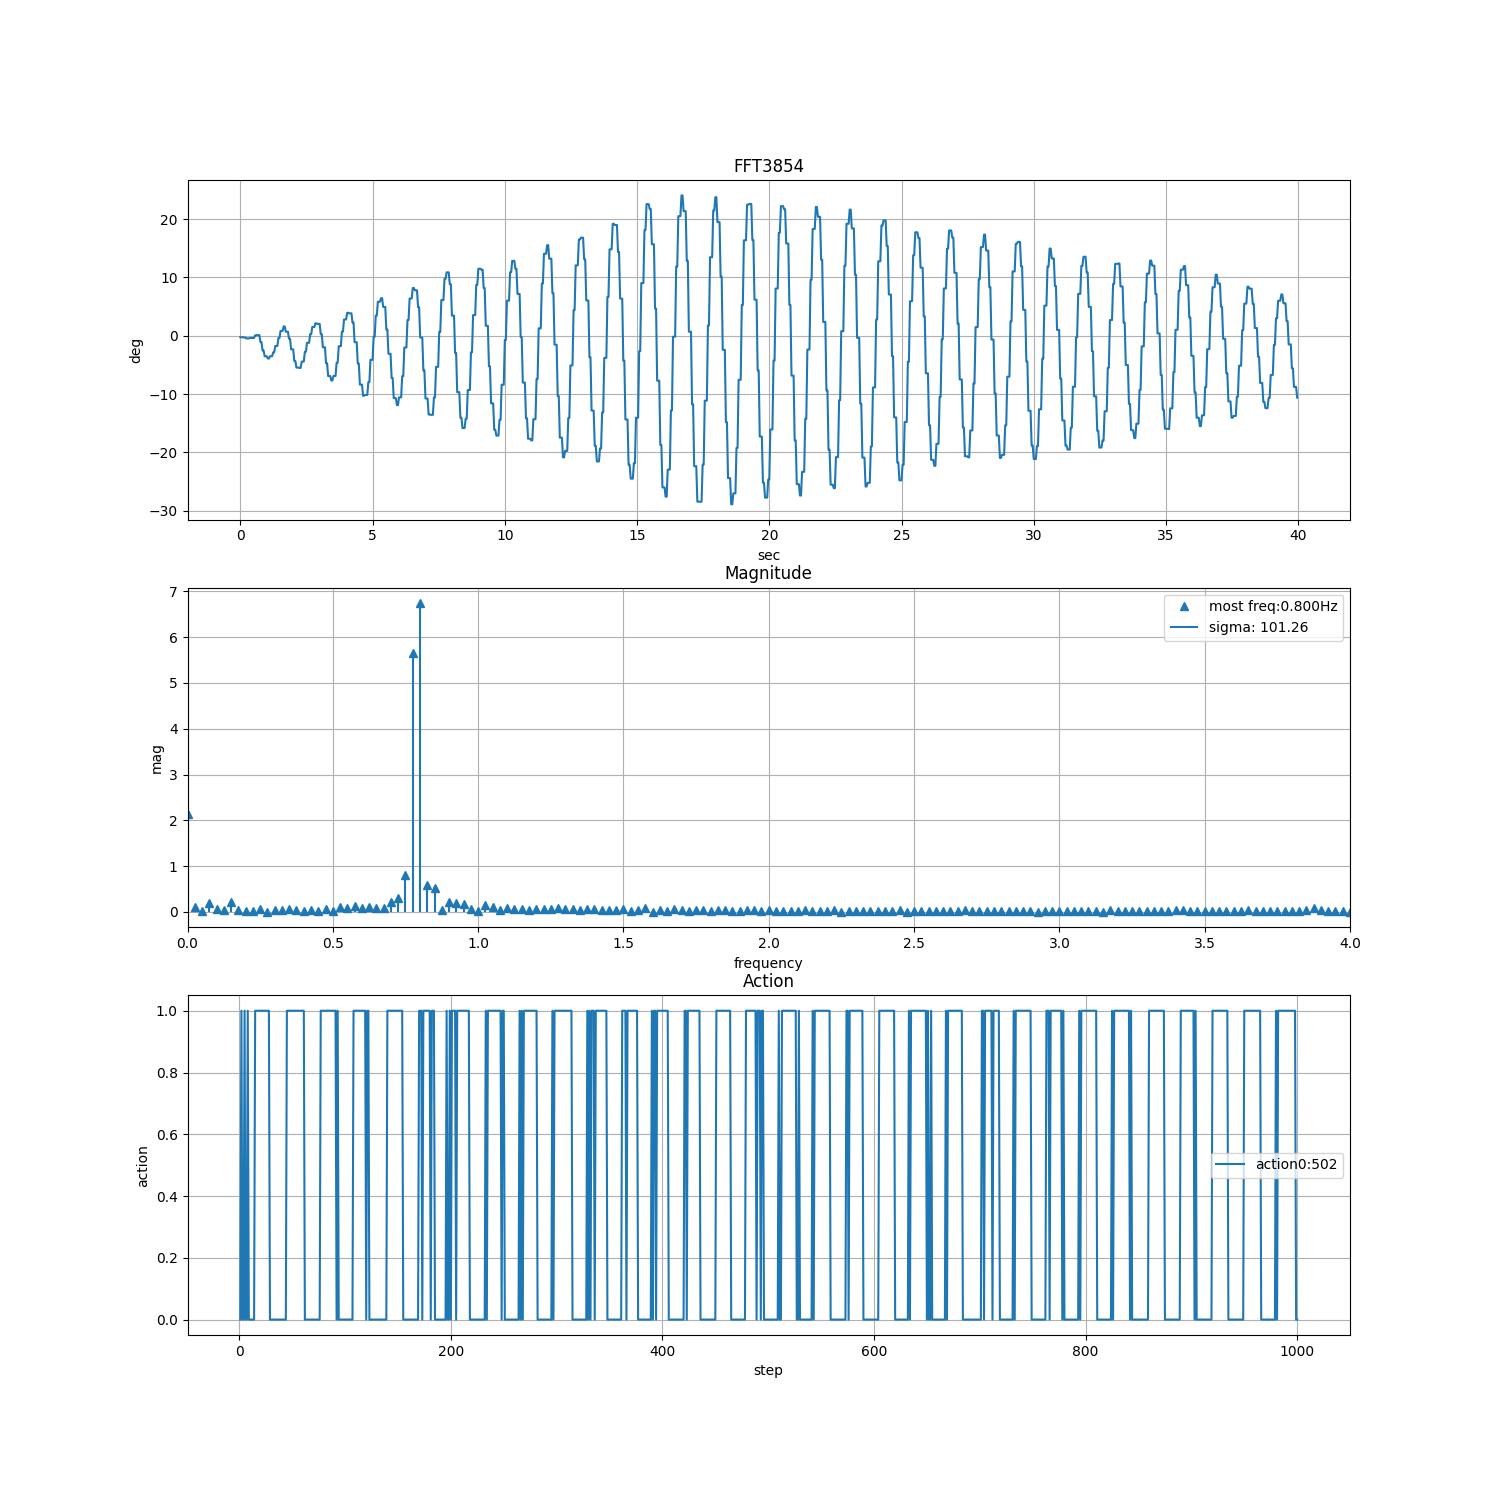 FFT3854
20
10
0
−10
−20
−30
deg
0 5 10 15 20 25 30 35 40
sec
Magnitude
7
6
5
4
3
2
1
0
mag
most freq:0.800Hz
sigma: 101.26
0.0 0.5 1.0 1.5 2.0 2.5 3.0 3.5 4.0
frequency
Action
1.0
0.8
0.6
0.4
0.2
0.0
action
action0:502
0 200 400 600 800 1000
step